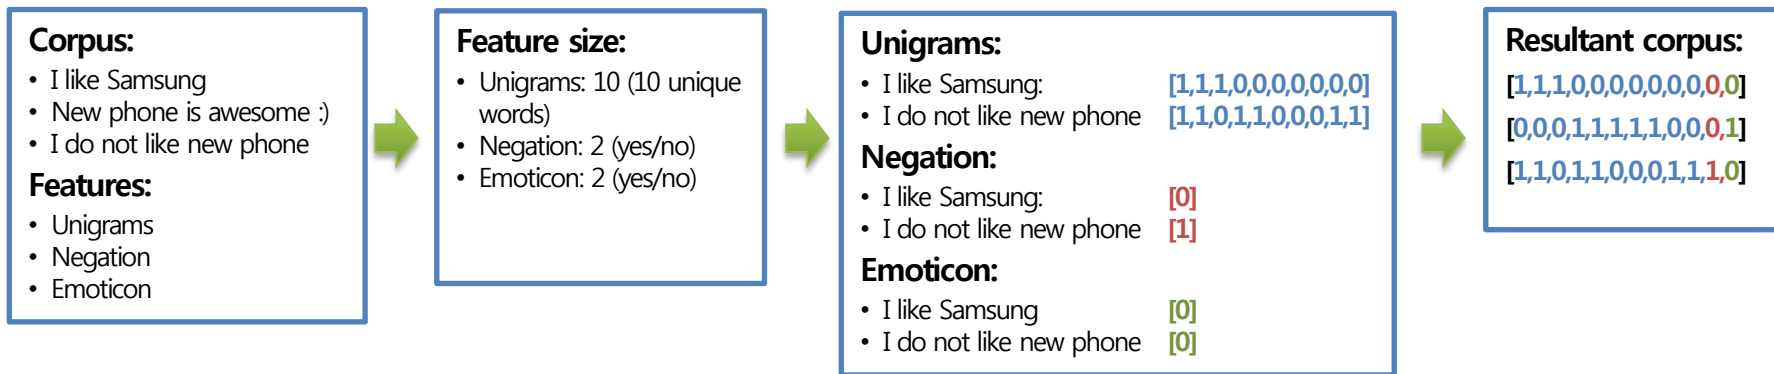 Corpus:
• I like Samsung
• New phone is awesome :)
• I do not like new phone
Features:
• Unigrams
• Negation
• Emoticon
Feature size:
• Unigrams: 10 (10 unique
words)
• Negation: 2 (yes/no)
• Emoticon: 2 (yes/no)
Unigrams:
• I like Samsung: [1,1,1,0,0,0,0,0,0,0]
• I do not like new phone [1,1,0,1,1,0,0,0,1,1]
Negation:
• I like Samsung: [0]
• I do not like new phone [1]
Emoticon:
• I like Samsung [0]
• I do not like new phone [0]
Resultant corpus:
[1,1,1,0,0,0,0,0,0,0,0,0]
[0,0,0,1,1,1,1,1,0,0,0,1]
[1,1,0,1,1,0,0,0,1,1,1,0]